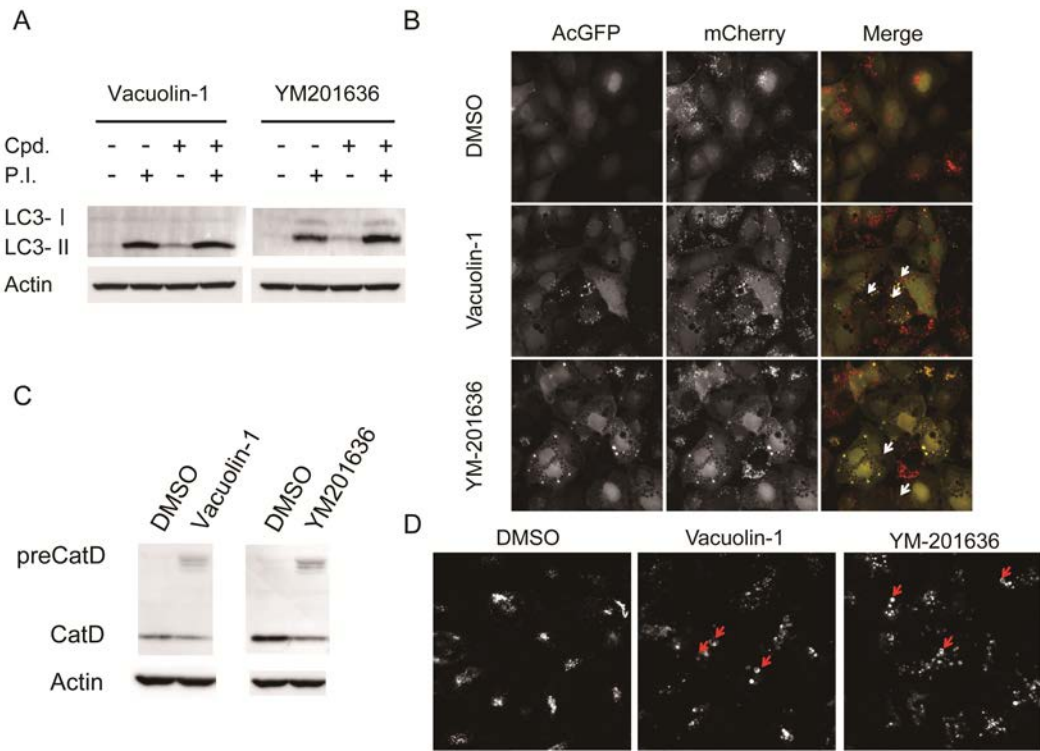 A
Vacuolin-1 YM201636
Cpd. - - + + - - + +
P.I. - + - + - + - +
LC3- I
LC3- II
Actin
B
AcGFP mCherry Merge
DMSO
Vacuolin-1
YM-201636
C
DMSO Vacuolin-1 DMSO YM201636
preCatD
CatD
Actin
D
DMSO Vacuolin-1 YM-201636